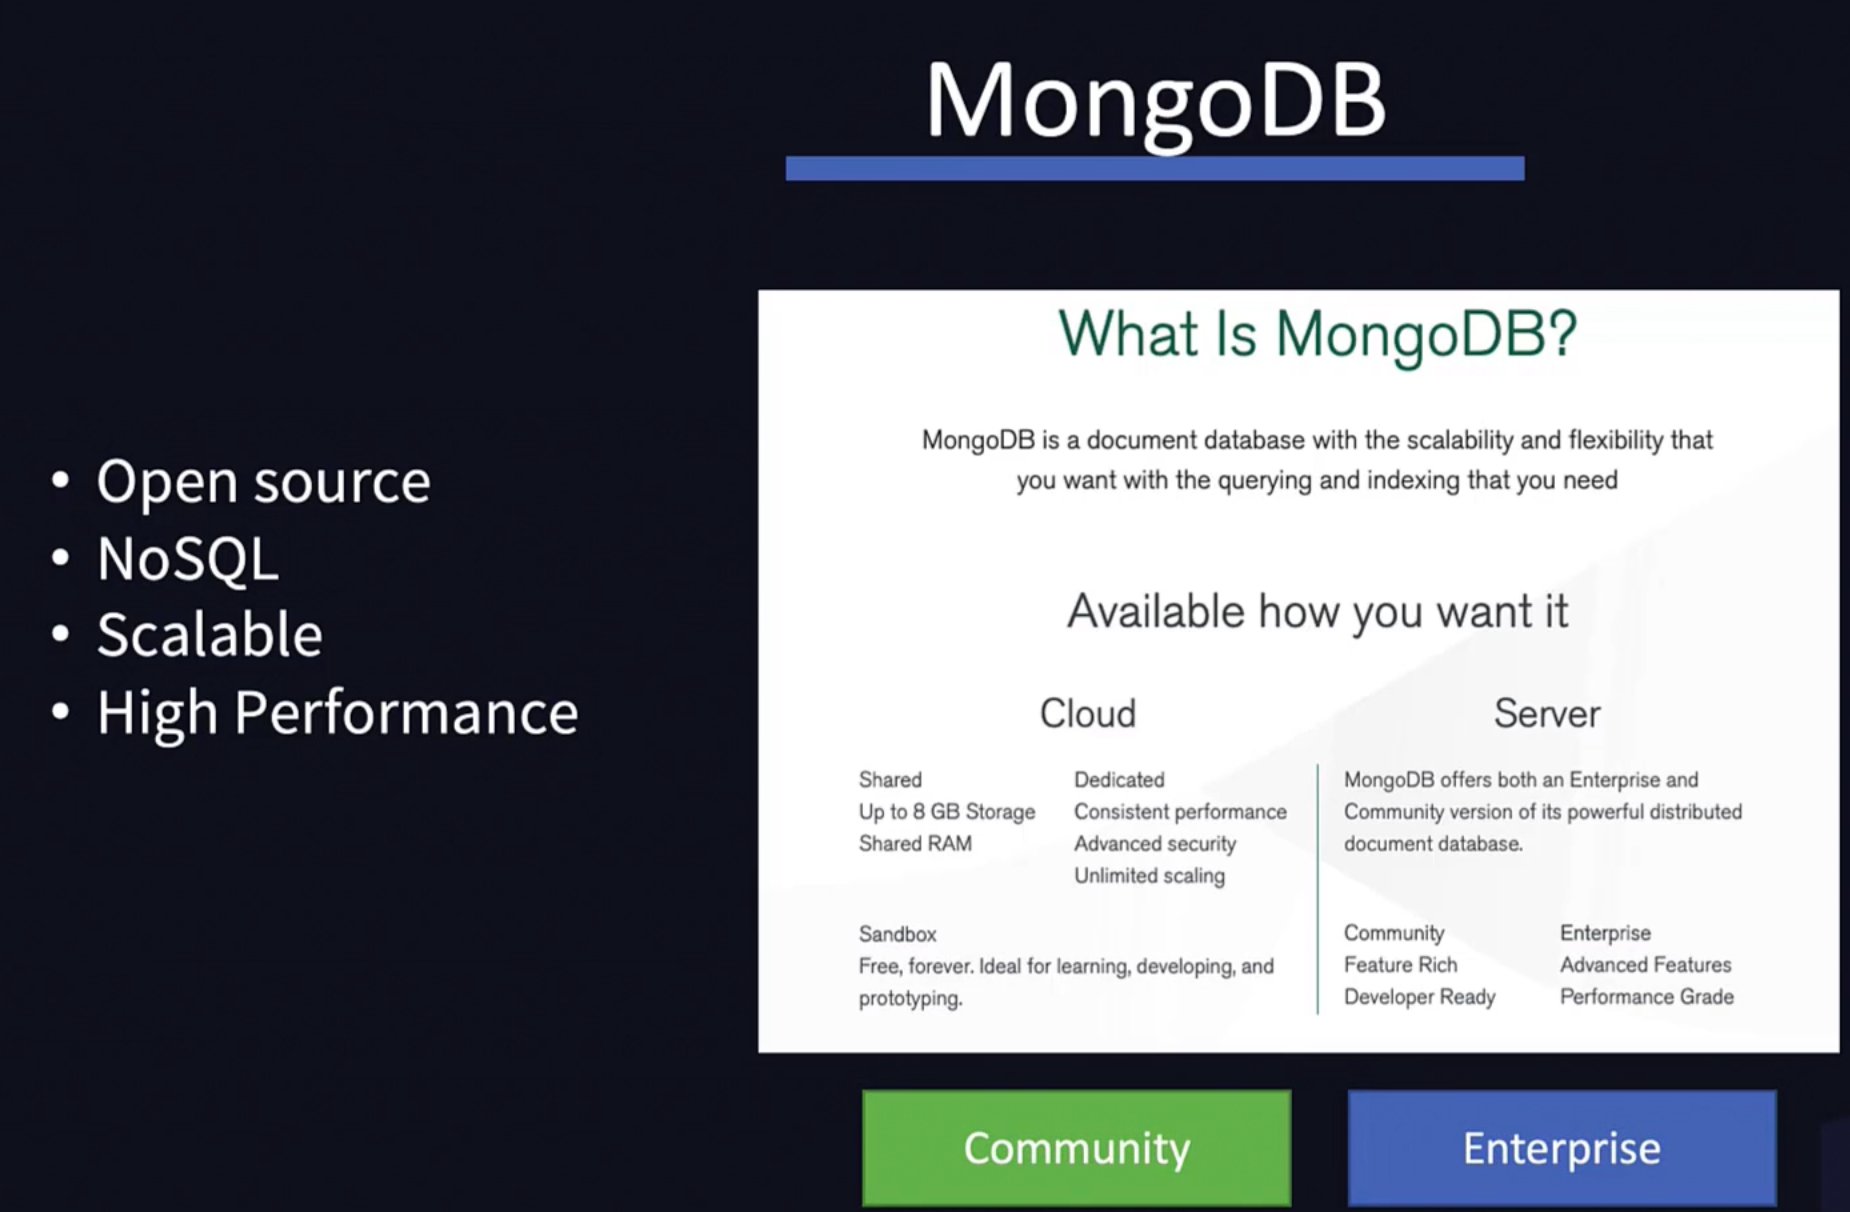 MongoDB
• Open source
• NoSQL
• Scalable
• High Performance
What Is MongoDB?
MongoDB is a document database with the scalability and flexibility that
you want with the querying and indexing that you need
Available how you want it
Cloud
Shared
Up to 8 GB Storage
Shared RAM
Dedicated
Consistent performance
Advanced security
Unlimited scaling
Sandbox
Free, forever. Ideal for learning, developing, and
prototyping.
Server
MongoDB offers both an Enterprise and
Community version of its powerful distributed
document database.
Community
Feature Rich
Developer Ready
Enterprise
Advanced Features
Performance Grade
Community
Enterprise